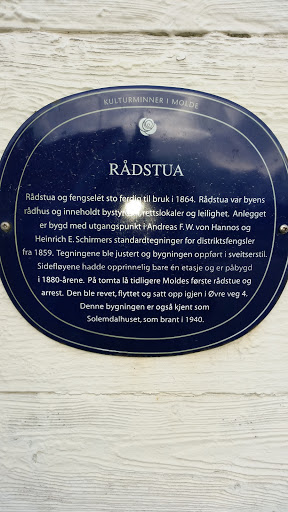 KULTURMINNER I MOLDE
RÅDSTUA
Rådstua og fengselet sto ferdig til bruk i 1864. Rådstua var byens
rådhus og inneholdt bystyresal, rettslokaler og leilighet. Anlegget
er bygd med utgangspunkt i Andreas F. W. von Hannos og
Heinrich E. Schirmers standardtegninger for distriktsfengsler
fra 1859. Tegningene ble justert og bygningen oppført i sveitserstil.
Sidefløyene hadde opprinnelig bare én etasje og er påbygd
i 1880-årene. På tomta lå tidligere Moldes første rådstue og
arrest. Den ble revet, flyttet og satt opp igjen i Øvre veg 4.
Denne bygningen er også kjent som
Solemdalhuset, som brant i 1940.